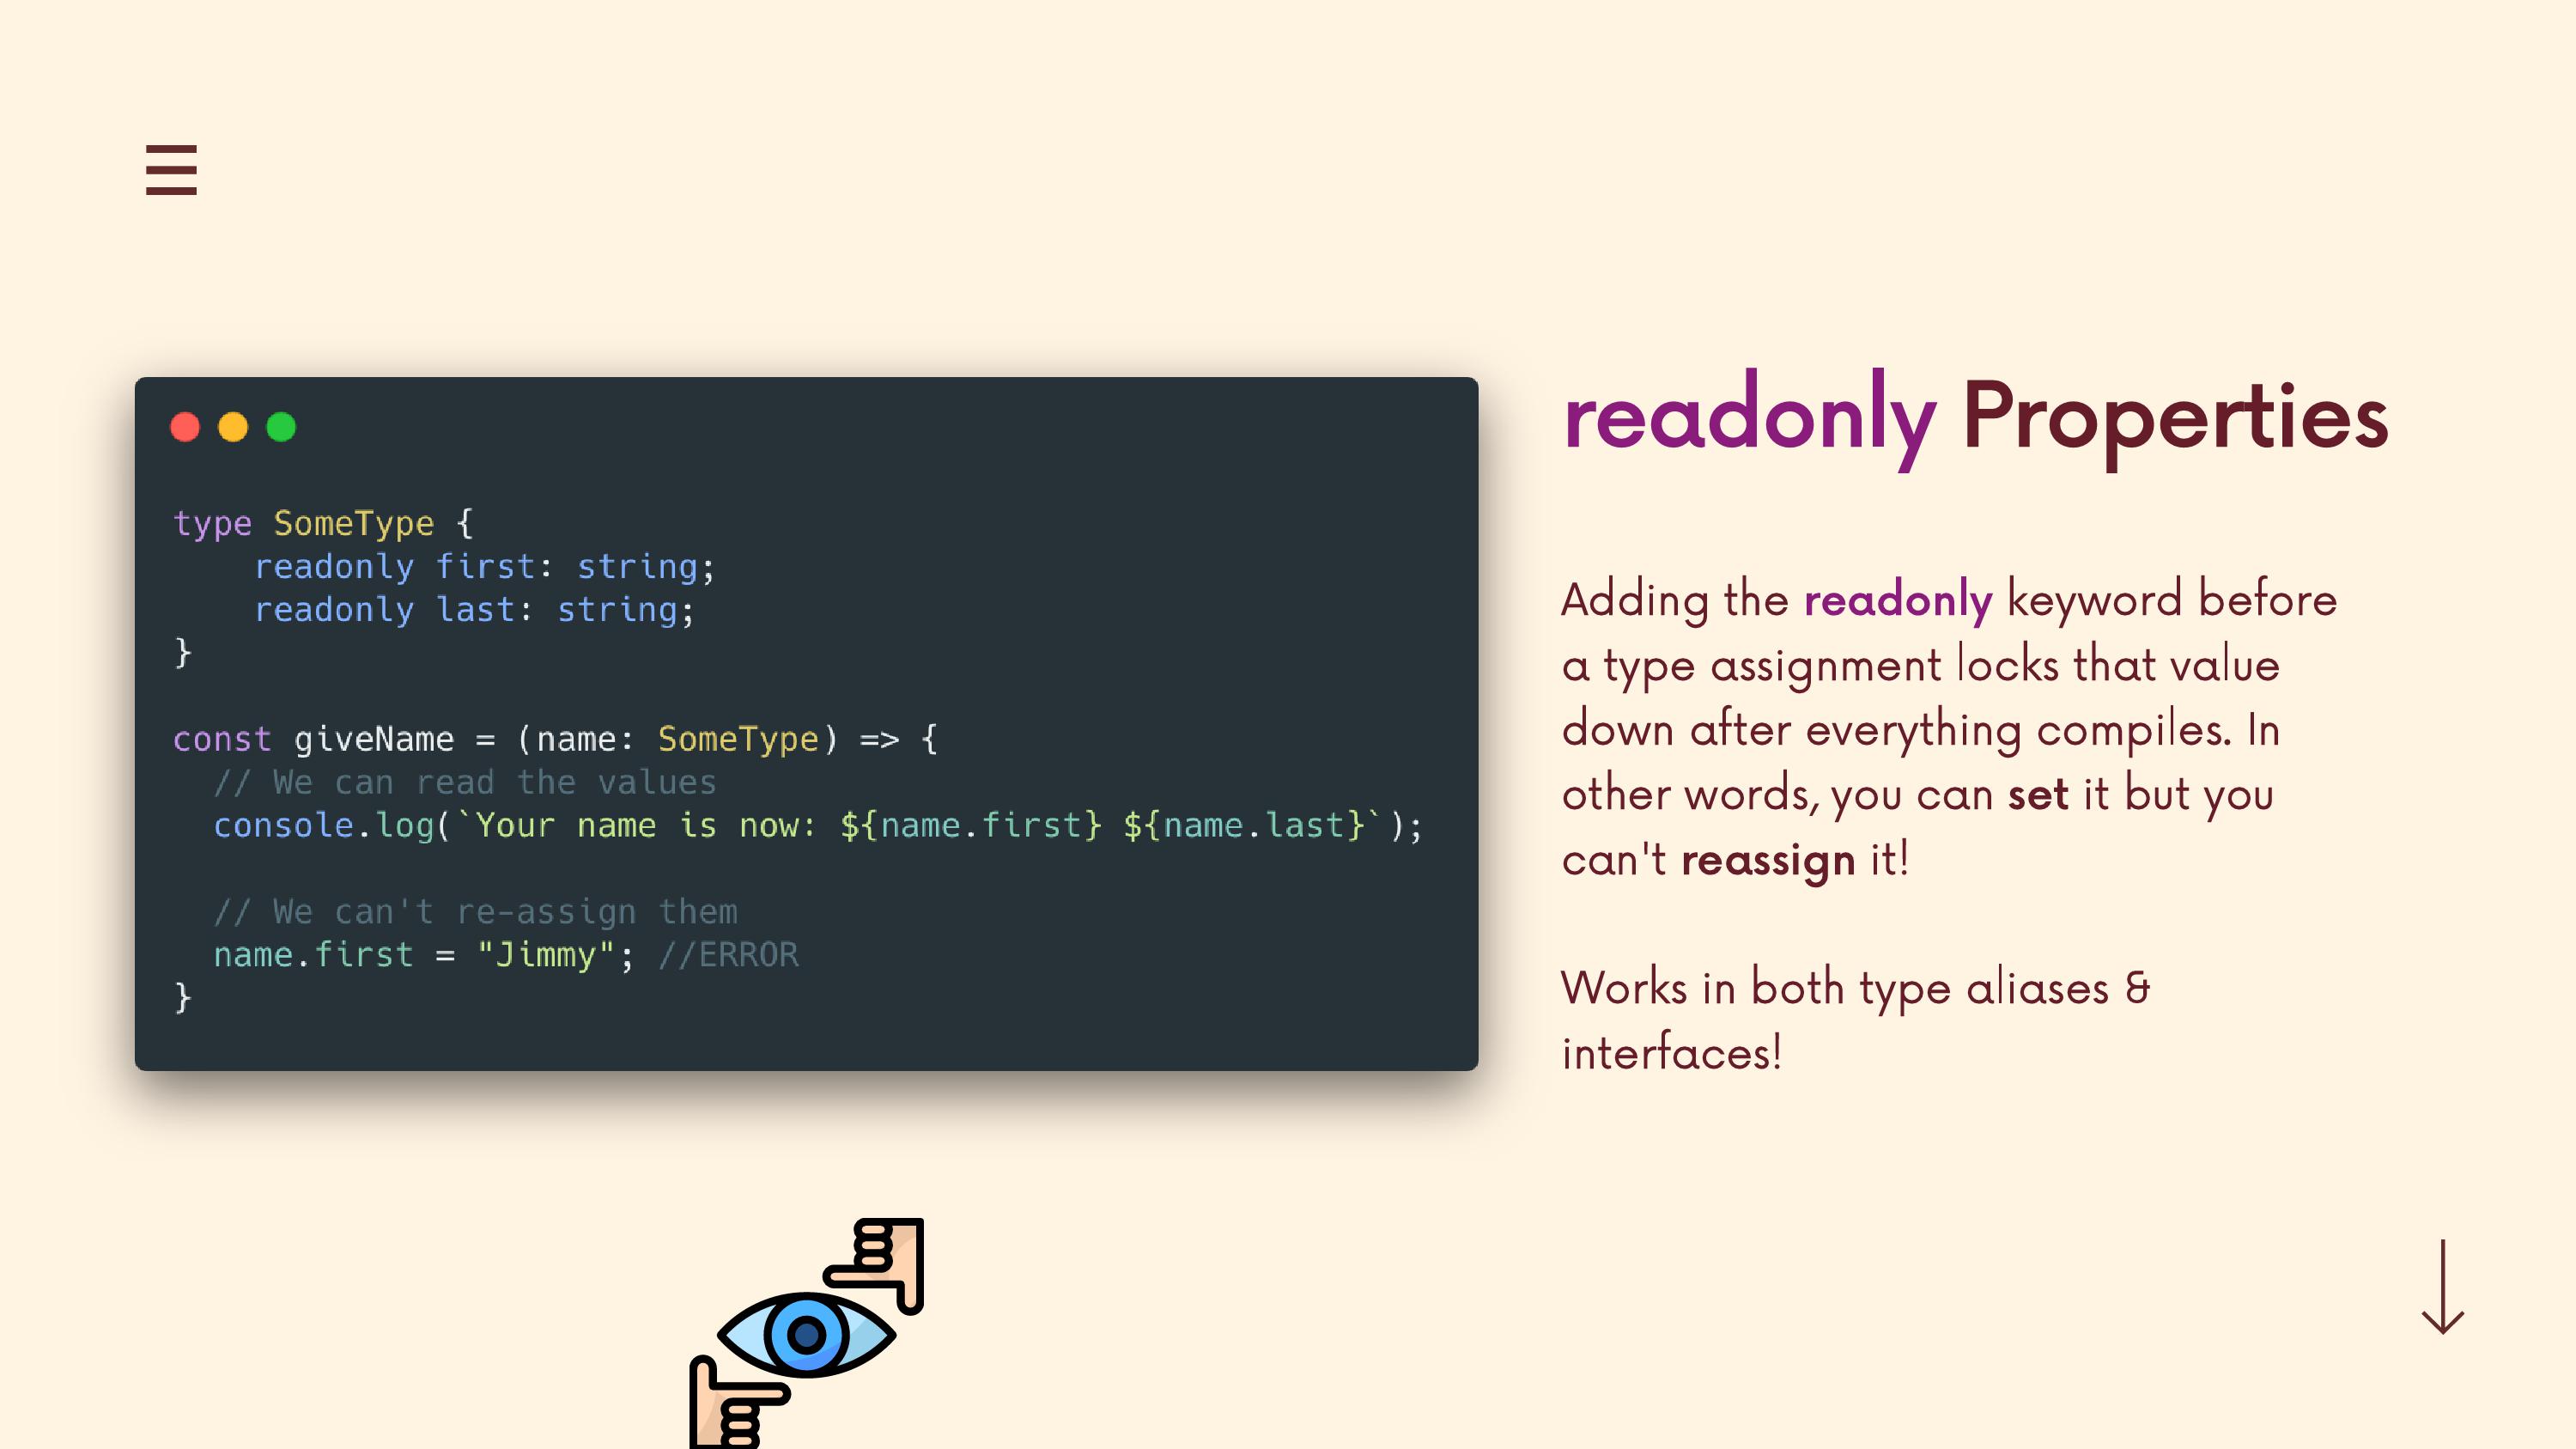 type SomeType {
    readonly first: string;
    readonly last: string;
}
const giveName = (name: SomeType) => {
  // We can read the values
  console.log(`Your name is now: ${name.first} ${name.last}`);
  // We can't re-assign them
  name.first = "Jimmy"; //ERROR
}
readonly Properties
Adding the readonly keyword before
a type assignment locks that value
down after everything compiles. In
other words, you can set it but you
can't reassign it!
Works in both type aliases &
interfaces!